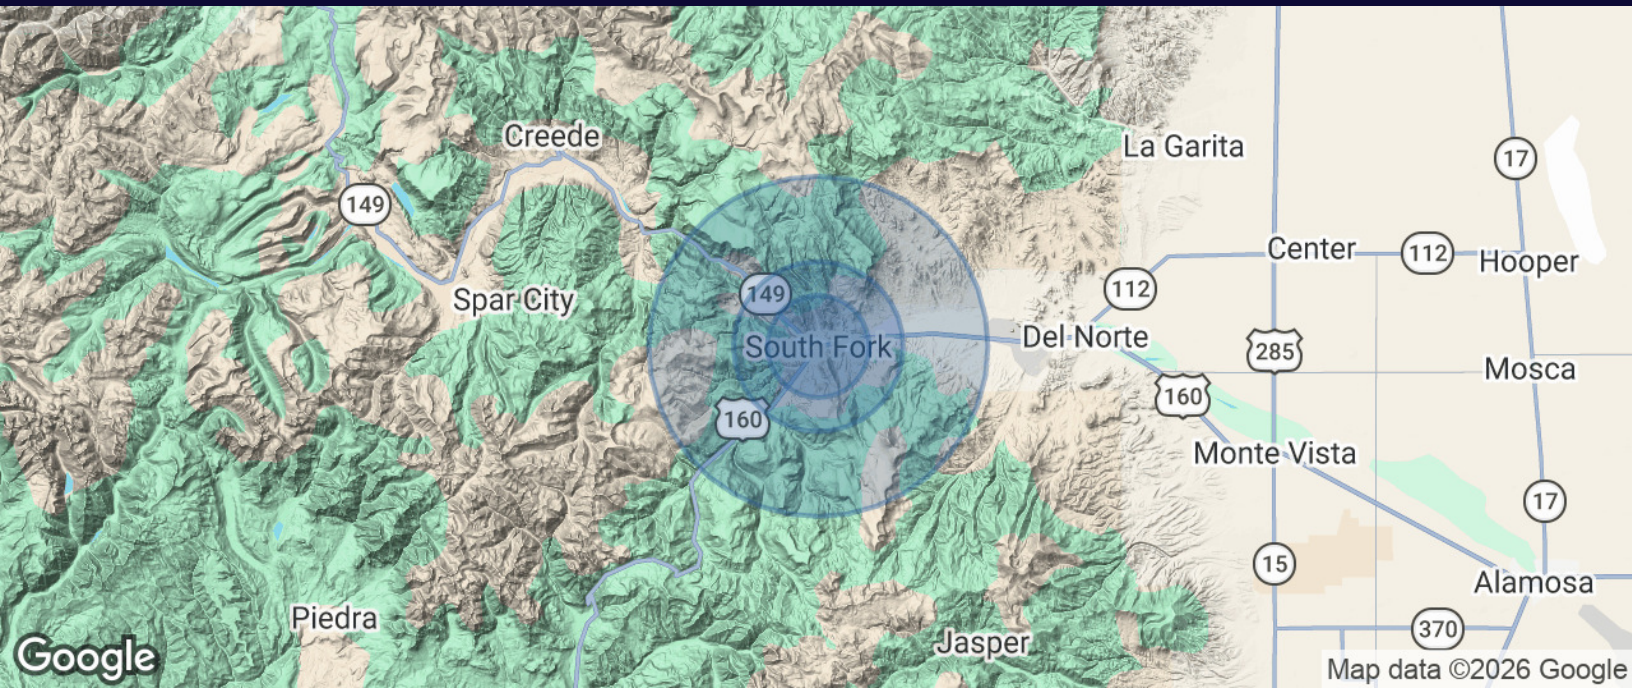 Creede
La Garita
17
149
Center
112
Hooper
112
149
Spar City
South Fork
Del Norte
285
Mosca
160
160
Monte Vista
17
15
Alamosa
Piedra
370
Jasper
Google
Map data ©2026 Google